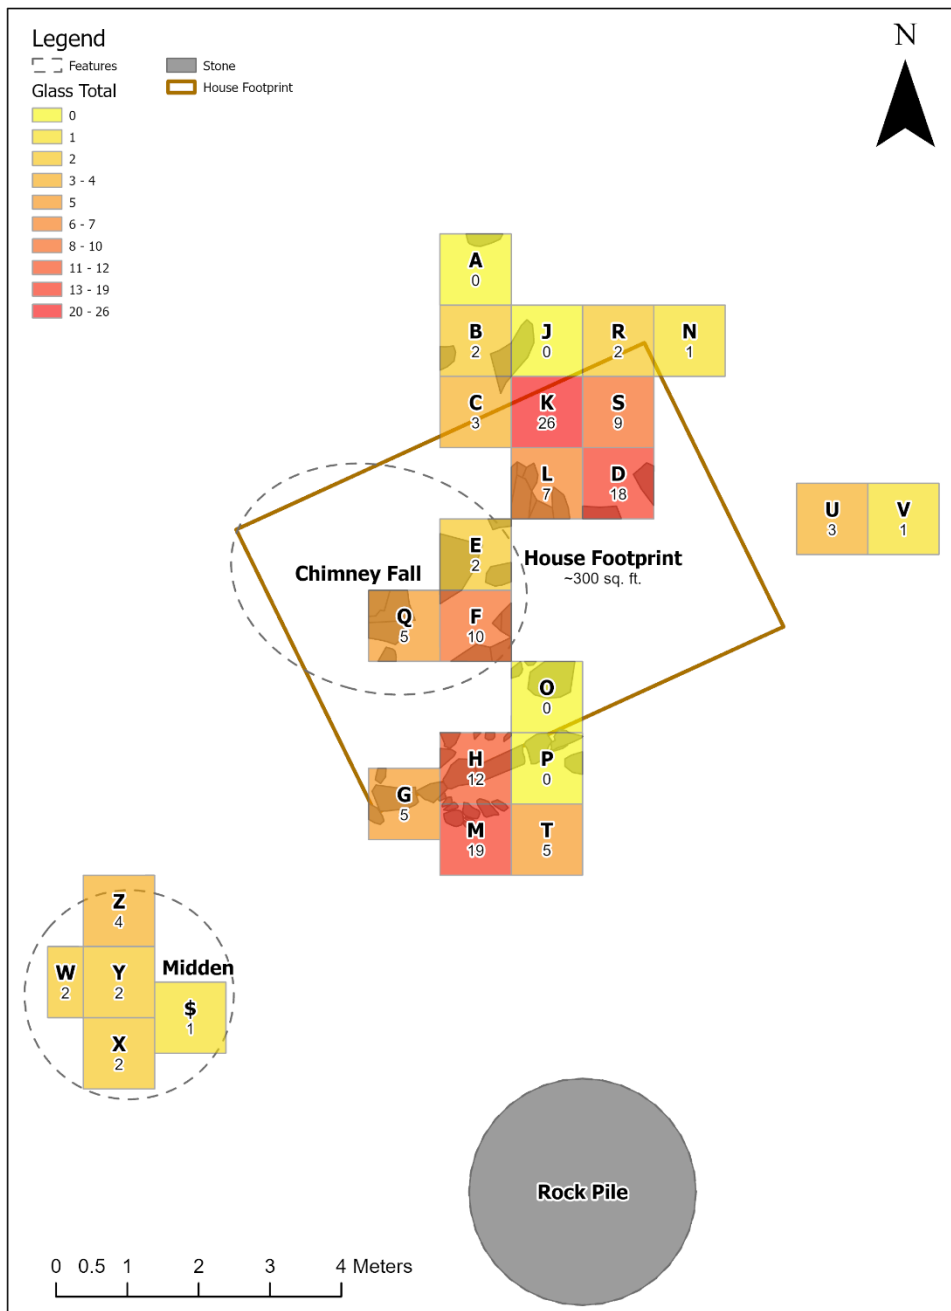 Legend
Features
Stone
House Footprint
Glass Total
0
1
2
3 - 4
5
6 - 7
8 - 10
11 - 12
13 - 19
20 - 26
N
A
0
B
2
J
0
R
2
N
1
C
3
K
26
S
9
L
7
D
18
U
3
V
1
E
2
House Footprint
~300 sq. ft.
Chimney Fall
Q
5
F
10
O
0
H
12
P
0
G
5
M
19
T
5
Z
4
W
2
Y
2
Midden
$
1
X
2
Rock Pile
0 0.5 1 2 3 4 Meters